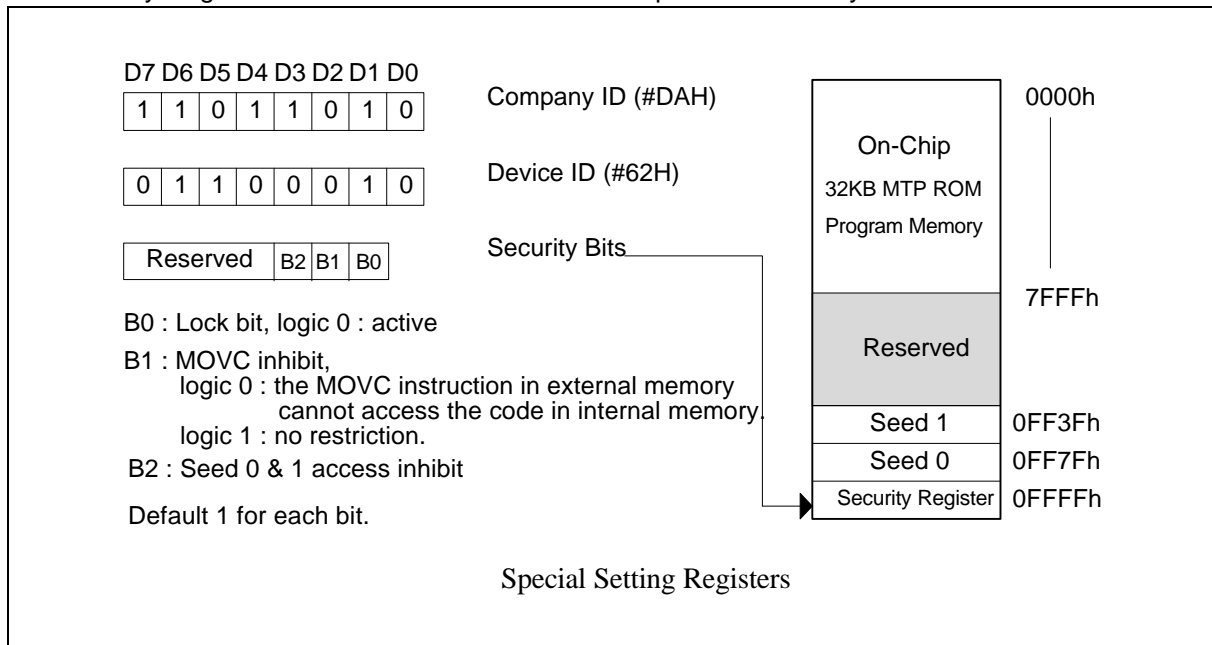 D7 D6 D5 D4 D3 D2 D1 D0
1 1 0 1 1 0 1 0
Company ID (#DAH)
0 1 1 0 0 0 1 0
Device ID (#62H)
Reserved B2 B1 B0
Security Bits
B0 : Lock bit, logic 0 : active
B1 : MOVC inhibit,
logic 0 : the MOVC instruction in external memory
cannot access the code in internal memory.
logic 1 : no restriction.
B2 : Seed 0 & 1 access inhibit
Default 1 for each bit.
On-Chip
32KB MTP ROM
Program Memory
0000h
7FFFh
Reserved
Seed 1 0FF3Fh
Seed 0 0FF7Fh
Security Register 0FFFFh
Special Setting Registers